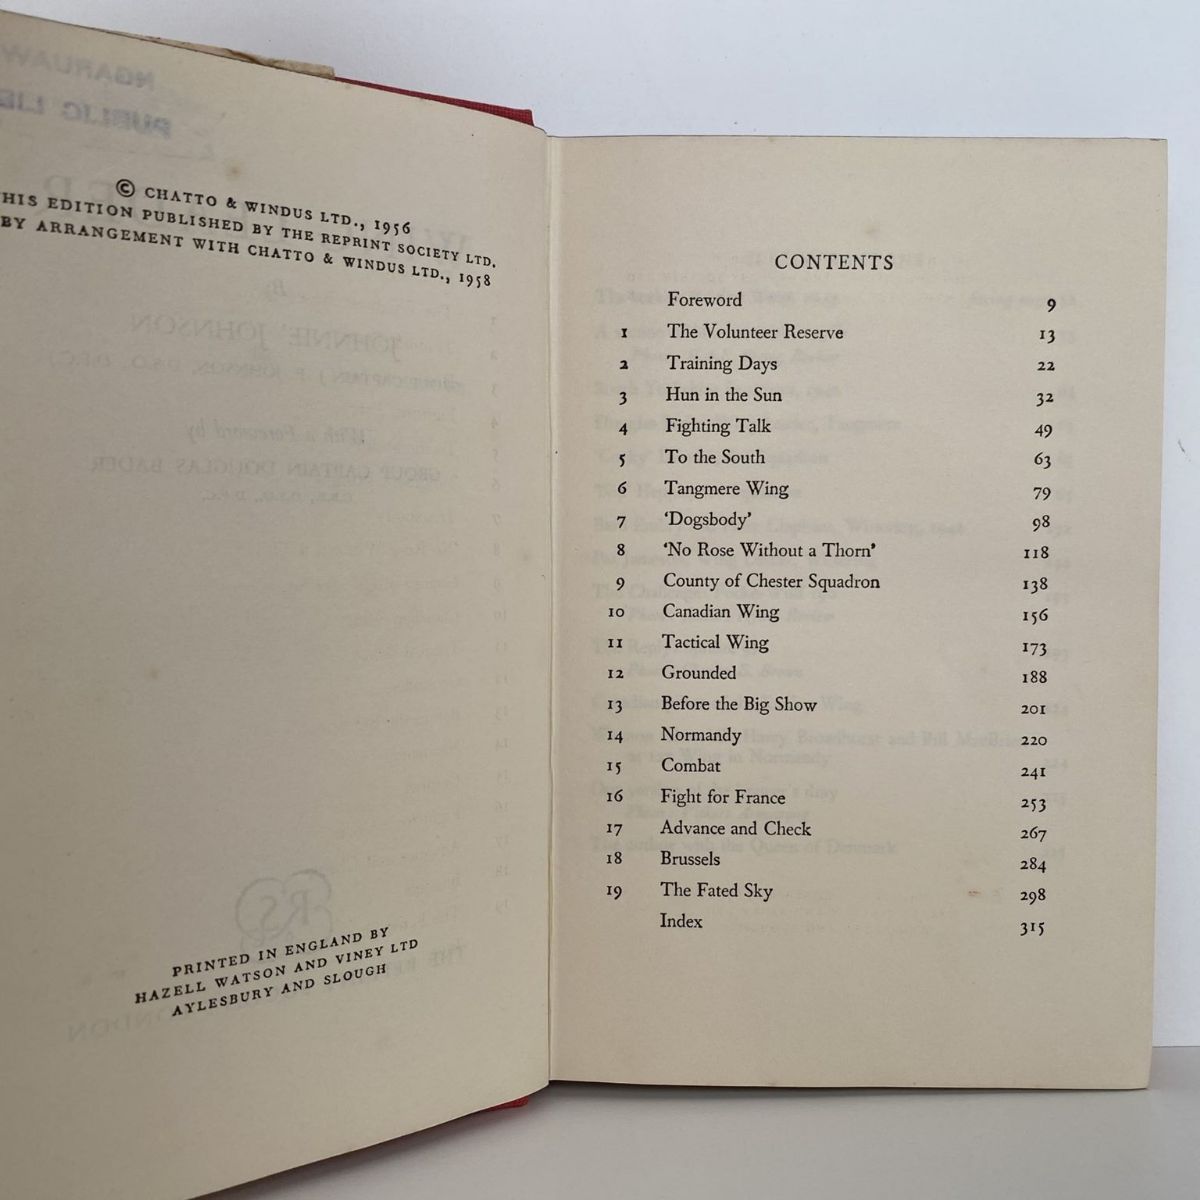 © CHATTO & WINDUS LTD., 1956
THIS EDITION PUBLISHED BY THE REPRINT SOCIETY LTD.
BY ARRANGEMENT WITH CHATTO & WINDUS LTD., 1958
PRINTED IN ENGLAND BY
HAZELL WATSON AND VINEY LTD
AYLESBURY AND SLOUGH
CONTENTS
Foreword 9
1 The Volunteer Reserve 13
2 Training Days 22
3 Hun in the Sun 32
4 Fighting Talk 49
5 To the South 63
6 Tangmere Wing 79
7 ‘Dogsbody’ 98
8 ‘No Rose Without a Thorn’ 118
9 County of Chester Squadron 138
10 Canadian Wing 156
11 Tactical Wing 173
12 Grounded 188
13 Before the Big Show 201
14 Normandy 220
15 Combat 241
16 Fight for France 253
17 Advance and Check 267
18 Brussels 284
19 The Fated Sky 298
Index 315